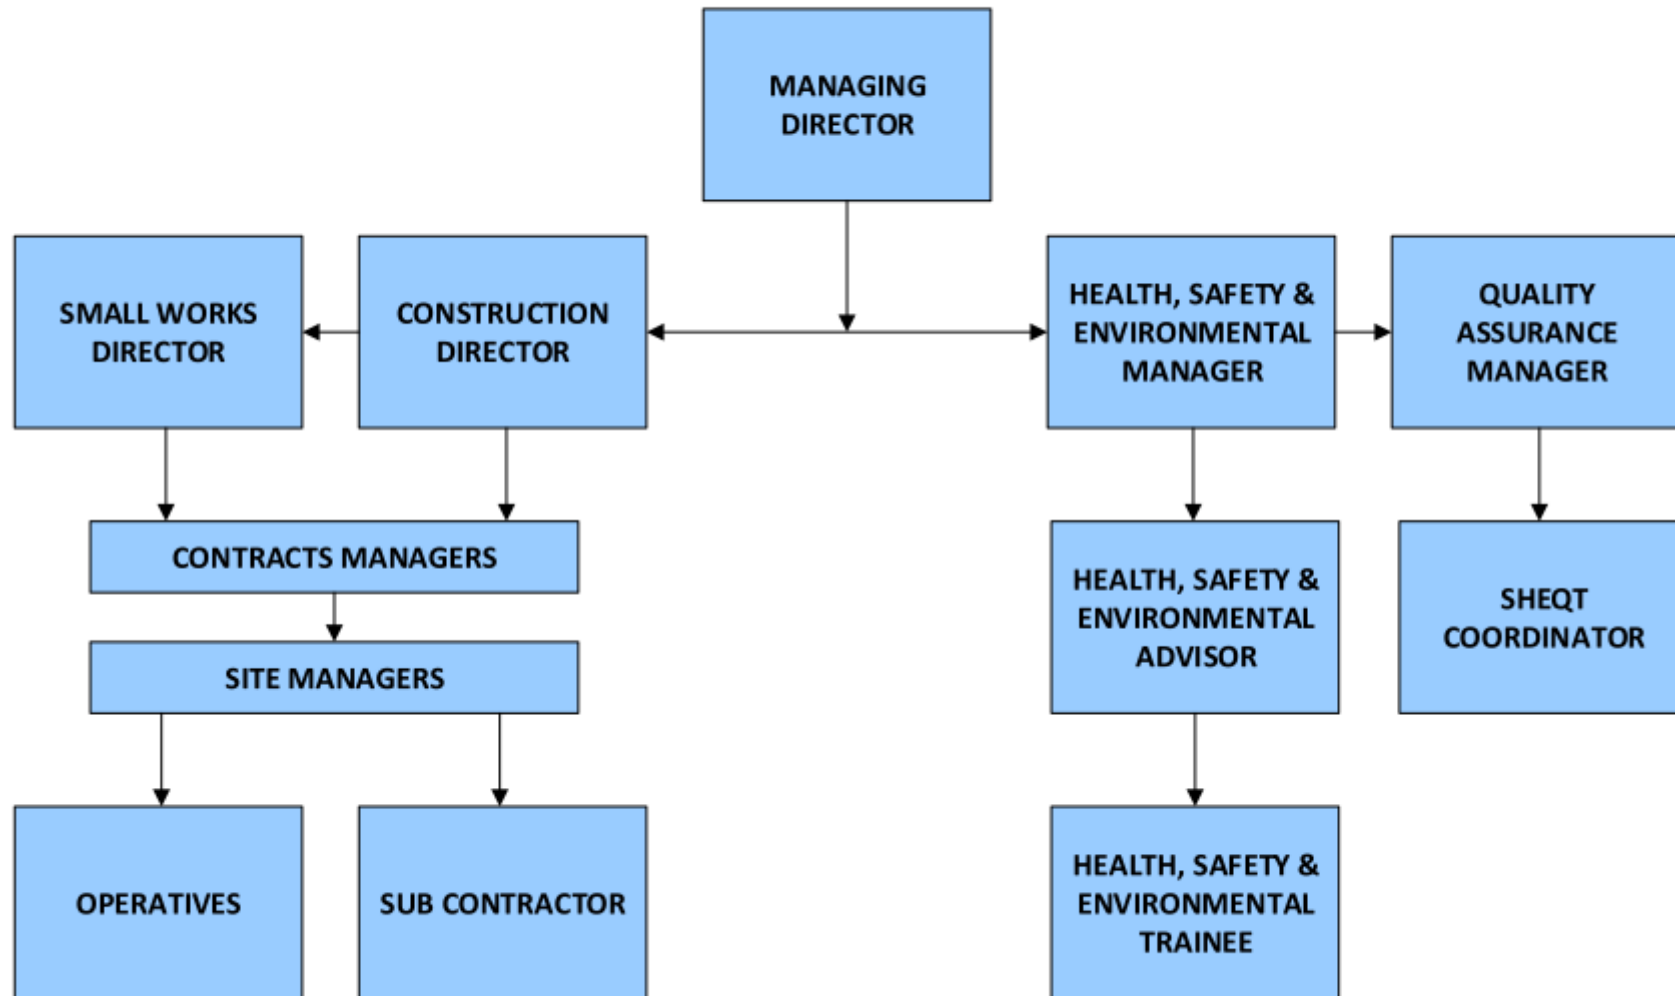 MANAGING
DIRECTOR
SMALL WORKS
DIRECTOR
CONSTRUCTION
DIRECTOR
HEALTH, SAFETY &
ENVIRONMENTAL
MANAGER
QUALITY
ASSURANCE
MANAGER
CONTRACTS MANAGERS
SITE MANAGERS
HEALTH, SAFETY &
ENVIRONMENTAL
ADVISOR
SHEQT
COORDINATOR
OPERATIVES
SUB CONTRACTOR
HEALTH, SAFETY &
ENVIRONMENTAL
TRAINEE